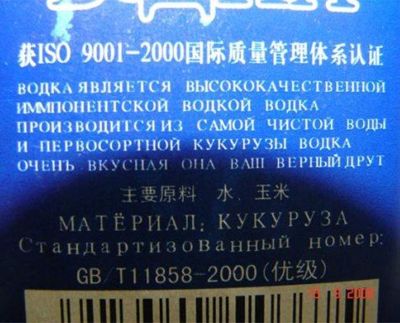 获ISO 9001-2000国际质量管理体系认证
ВОДКА ЯВЛЯЕТСЯ ВЫСОКОКАЧЕСТВЕННОЙ
ИММПОНЕНТСКОЙ ВОДКОЙ ВОДКА
ПРОИЗВОДИТСЯ ИЗ САМОЙ ЧИСТОЙ ВОДЫ
И ПЕРВОСОРТНОЙ КУКУРУЗЫ ВОДКА
ОЧЕНЪ ВКУСНАЯ ОНА ВАШ ВЕРНЫЙ ДРУТ
主要原料 水、玉米
МАТЁРИАЛ: КУКУРУЗА
Стандартизованный номер:
GB/T11858-2000(优级)